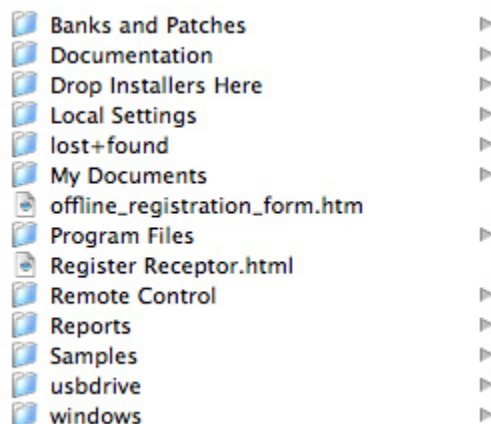 Banks and Patches
Documentation
Drop Installers Here
Local Settings
lost+found
My Documents
offline_registration_form.htm
Program Files
Register Receptor.html
Remote Control
Reports
Samples
usbdrive
windows